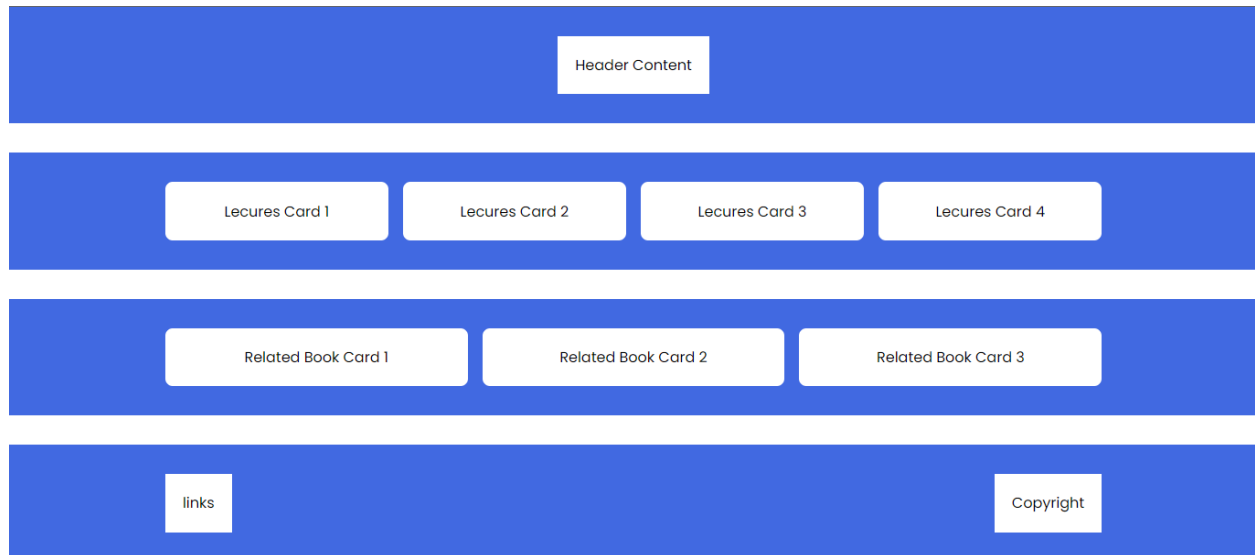 Header Content
Lecures Card 1
Lecures Card 2
Lecures Card 3
Lecures Card 4
Related Book Card 1
Related Book Card 2
Related Book Card 3
links
Copyright